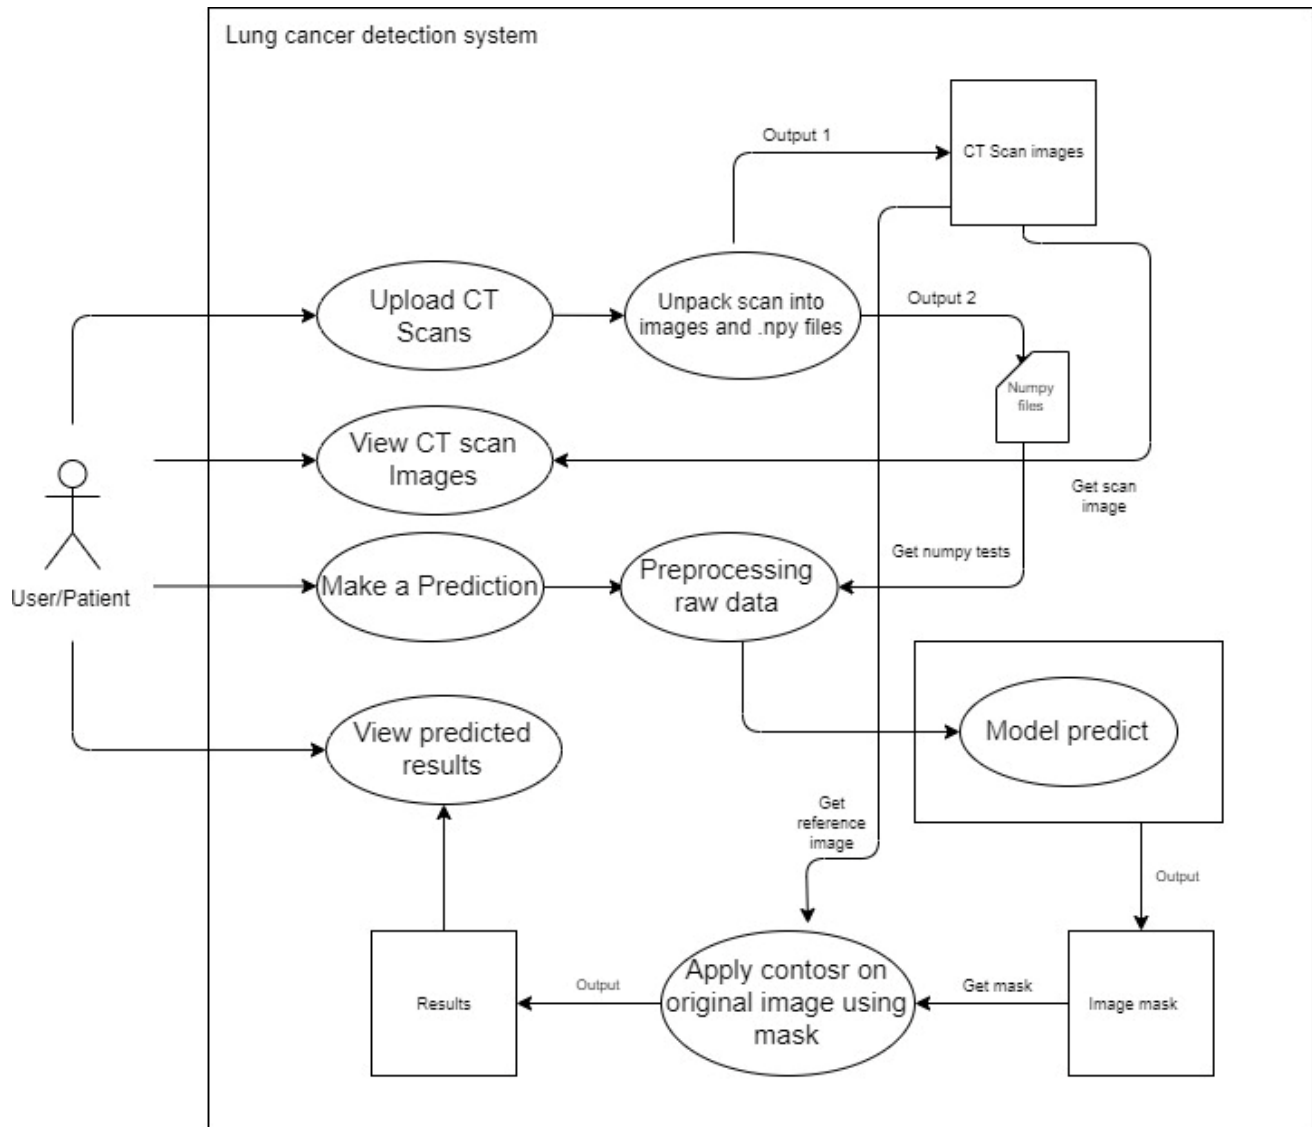 Lung cancer detection system
Output 1
CT Scan images
Upload CT
Scans
Unpack scan into
images and .npy files
Output 2
Numpy
files
View CT scan
Images
Get scan
image
User/Patient
Make a Prediction
Preprocessing
raw data
Get numpy tests
View predicted
results
Model predict
Get
reference
image
Output
Results
Output
Apply contosr on
original image using
mask
Get mask
Image mask